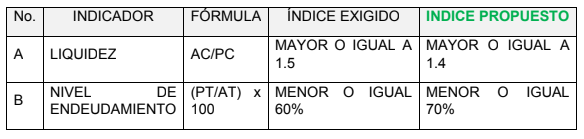 No. INDICADOR FÓRMULA ÍNDICE EXIGIDO INDICE PROPUESTO
A LIQUIDEZ AC/PC MAYOR O IGUAL A 1.5 MAYOR O IGUAL A 1.4
B NIVEL DE ENDEUDAMIENTO (PT/AT) x 100 MENOR O IGUAL 60% MENOR O IGUAL 70%